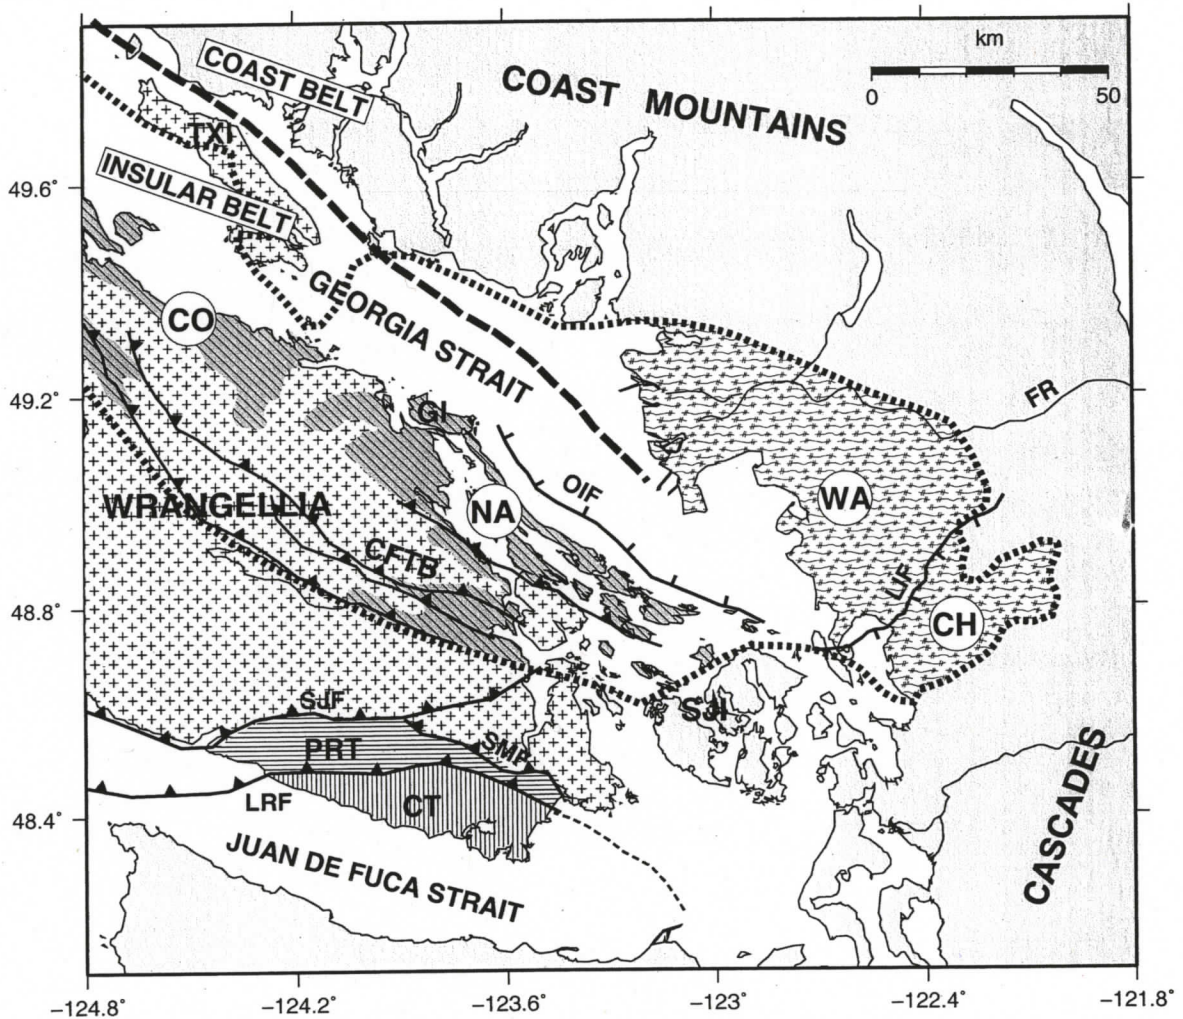 km
0 50
COAST BELT
COAST MOUNTAINS
TXI
INSULAR BELT
49.6°
GEORGIA STRAIT
CO
49.2°
GI
FR
OIF
WRANGELLIA
NA
WA
CFTB
LIF
48.8°
CH
SJF
SJI
PRT
SMF
LRF
CT
48.4°
JUAN DE FUCA STRAIT
CASCADES
−124.8° −124.2° −123.6° −123° −122.4° −121.8°